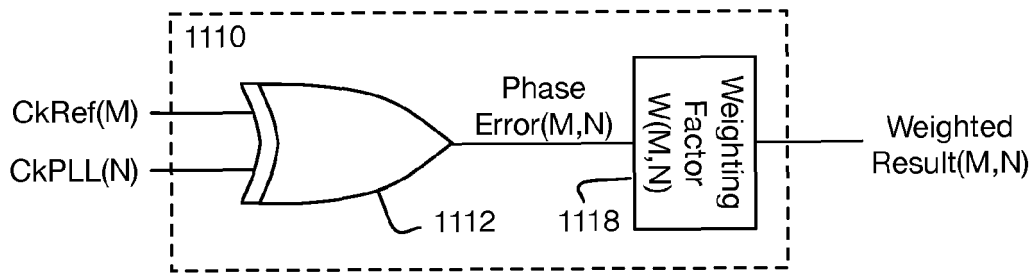 1110
CkRef(M)
CkPLL(N)
1112
Phase
Error(M,N)
Weighting
Factor
W(M,N)
1118
Weighted
Result(M,N)